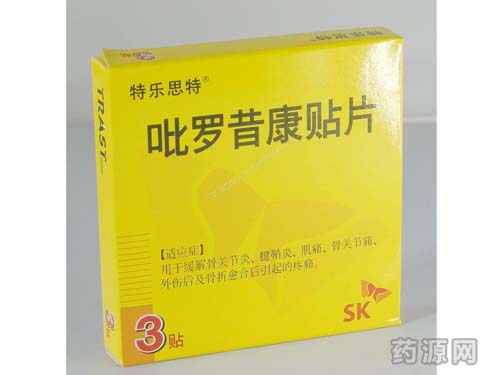 特乐思特®
吡罗昔康贴片
【适应症】
用于缓解骨关节炎、腱鞘炎、肌痛、骨关节痛、
外伤后及骨折愈合后引起的疼痛。
3贴
SK
TRAST
药源网